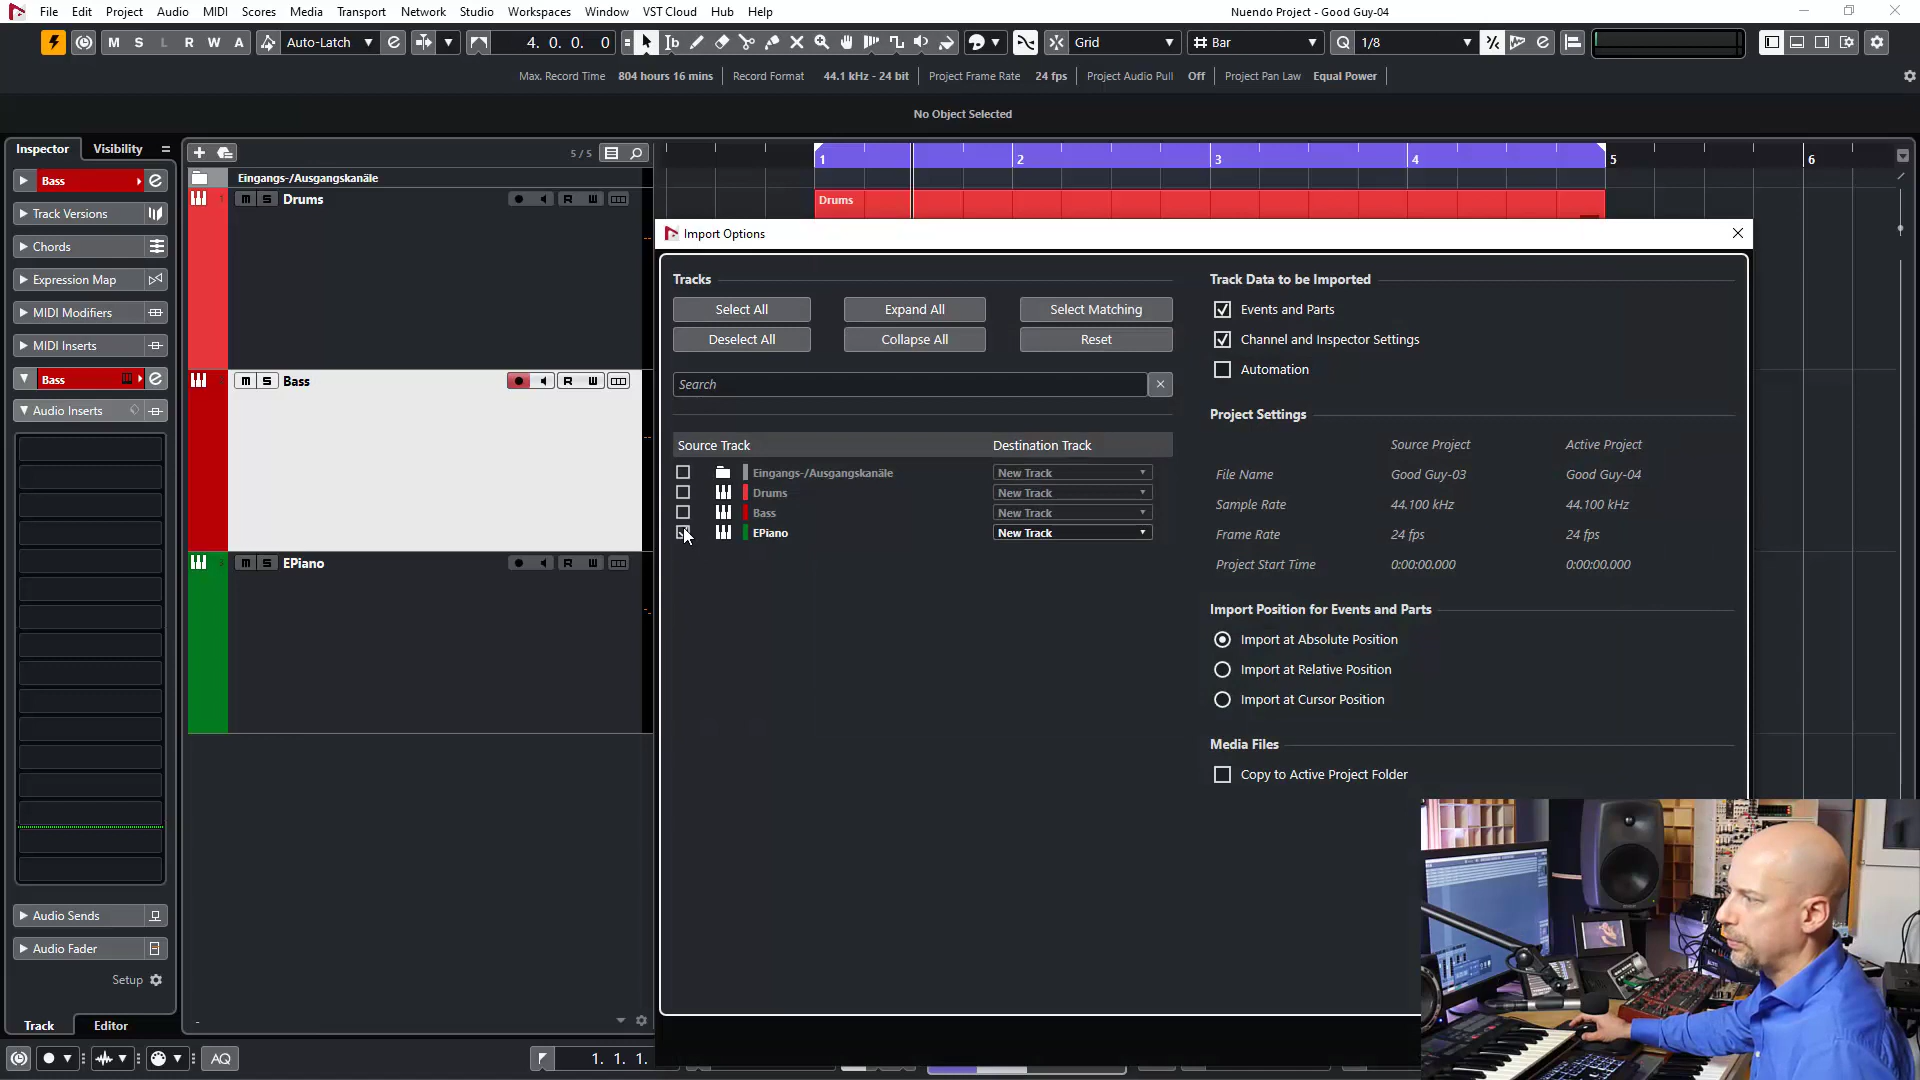 File Edit Project Audio MIDI Scores Media Transport Network Studio Workspaces Window VST Cloud Hub Help Nuendo Project - Good Guy-04
M S L R W A Auto-Latch 4. 0. 0. 0 Grid Bar Q 1/8
Max. Record Time 804 hours 16 mins Record Format 44.1 kHz - 24 bit Project Frame Rate 24 fps Project Audio Pull Off Project Pan Law Equal Power
No Object Selected
Inspector Visibility 5 / 5
1 2 3 4 5 6
Bass
Eingangs-/Ausgangskanäle
1 M S Drums R W
Drums
Track Versions
Chords
Expression Map
MIDI Modifiers
MIDI Inserts
Bass
Audio Inserts
M S Bass R W
M S EPiano R W
Audio Sends
Audio Fader
Setup
Track Editor
AQ 1. 1. 1.
Import Options
Tracks
Select All Expand All Select Matching
Deselect All Collapse All Reset
Search
Source Track Destination Track
Eingangs-/Ausgangskanäle New Track
Drums New Track
Bass New Track
EPiano New Track
Track Data to be Imported
Events and Parts
Channel and Inspector Settings
Automation
Project Settings
Source Project Active Project
File Name Good Guy-03 Good Guy-04
Sample Rate 44.100 kHz 44.100 kHz
Frame Rate 24 fps 24 fps
Project Start Time 0:00:00.000 0:00:00.000
Import Position for Events and Parts
Import at Absolute Position
Import at Relative Position
Import at Cursor Position
Media Files
Copy to Active Project Folder